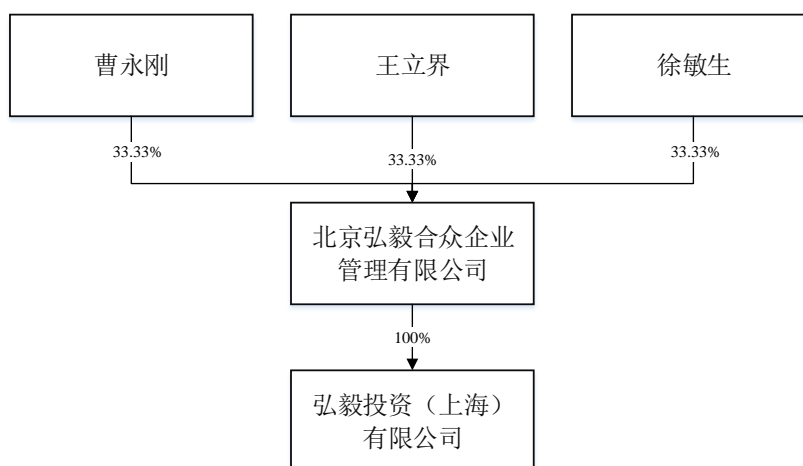 曹永刚
王立界
徐敏生
33.33%
33.33%
33.33%
北京弘毅合众企业
管理有限公司
100%
弘毅投资（上海）
有限公司